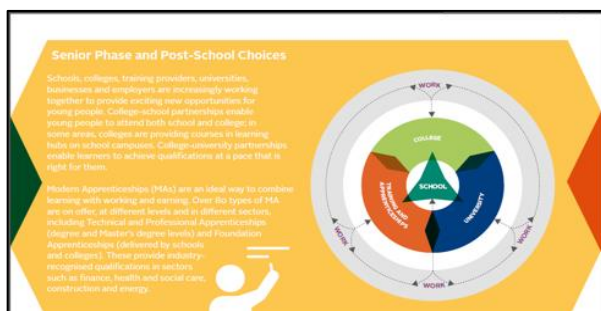 Senior Phase and Post-School Choices
Schools, colleges, training providers, universities,
businesses and employers are increasingly working
together to provide exciting new opportunities for
young people. College-school partnerships enable
young people to attend both school and college; in
some areas, colleges are providing courses in learning
hubs on school campuses. College-university partnerships
enable learners to achieve qualifications at a pace that is
right for them.
Modern Apprenticeships (MAs) are an ideal way to combine
learning with working and earning. Over 80 types of MA
are on offer, at different levels and in different sectors,
including Technical and Professional Apprenticeships
(degree and Master's degree levels) and Foundation
Apprenticeships (delivered by schools
and colleges). These provide industry-
recognised qualifications in sectors
such as finance, health and social care,
construction and energy.
WORK
COLLEGE
SCHOOL
TRAINING AND
APPRENTICESHIPS
UNIVERSITY
WORK
WORK
WORK